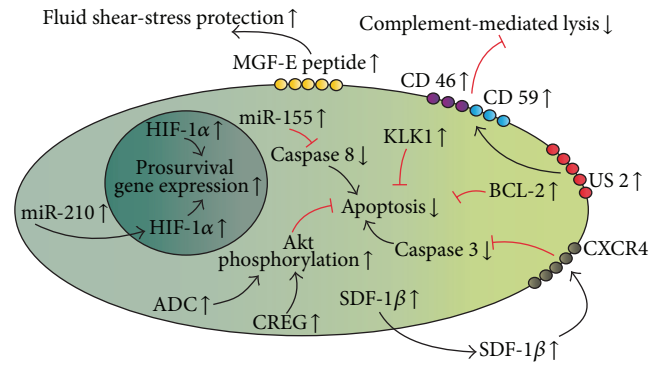 Fluid shear-stress protection ↑
Complement-mediated lysis ↓
MGF-E peptide ↑
CD 46 ↑
CD 59 ↑
miR-155 ↑
HIF-1α ↑
KLK1 ↑
Caspase 8 ↓
Prosurvival
gene expression ↑
US 2 ↑
BCL-2 ↑
miR-210 ↑
Apoptosis ↓
HIF-1α ↑
Akt
phosphorylation ↑
Caspase 3 ↓
CXCR4
ADC ↑
SDF-1β ↑
CREG ↑
SDF-1β ↑